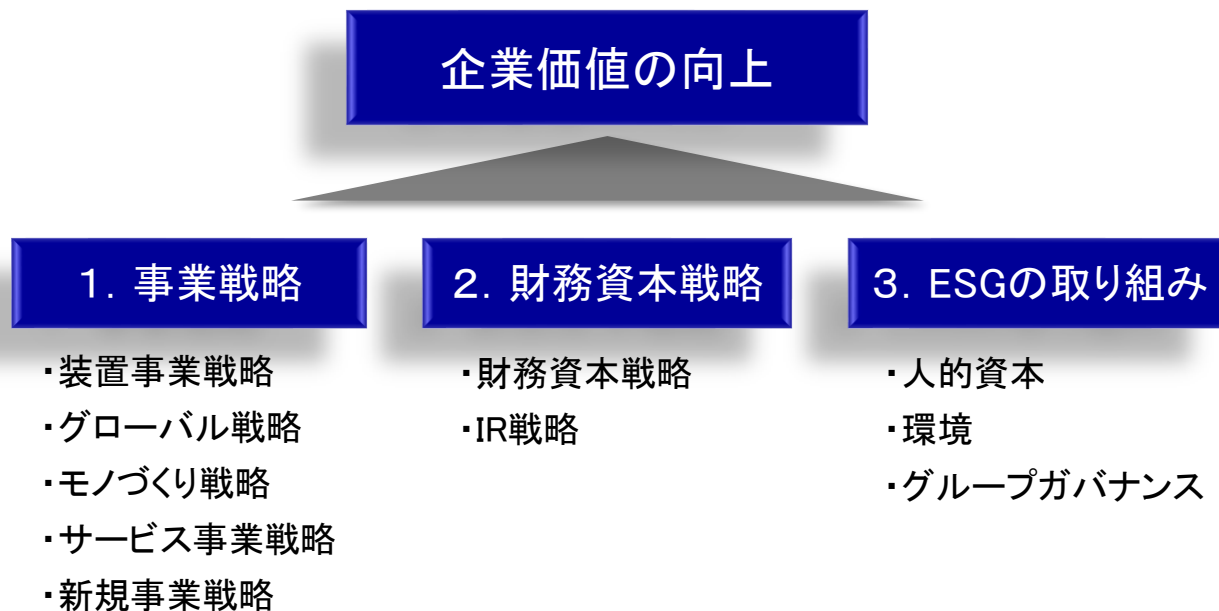 企業価値の向上
1．事業戦略
・装置事業戦略
・グローバル戦略
・モノづくり戦略
・サービス事業戦略
・新規事業戦略
2．財務資本戦略
・財務資本戦略
・IR戦略
3．ESGの取り組み
・人的資本
・環境
・グループガバナンス